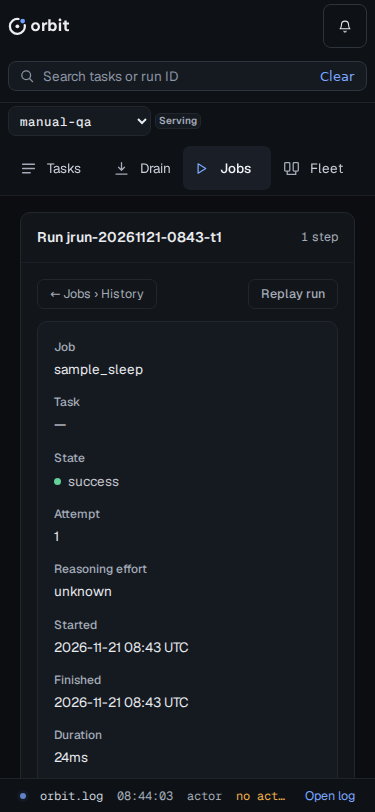 orbit
Search tasks or run ID Clear
manual-qa Serving
Tasks Drain Jobs Fleet
Run jrun-20261121-0843-t1 1 step
← Jobs › History Replay run
Job
sample_sleep
Task
—
State
success
Attempt
1
Reasoning effort
unknown
Started
2026-11-21 08:43 UTC
Finished
2026-11-21 08:43 UTC
Duration
24ms
orbit.log 08:44:03 actor no act… Open log